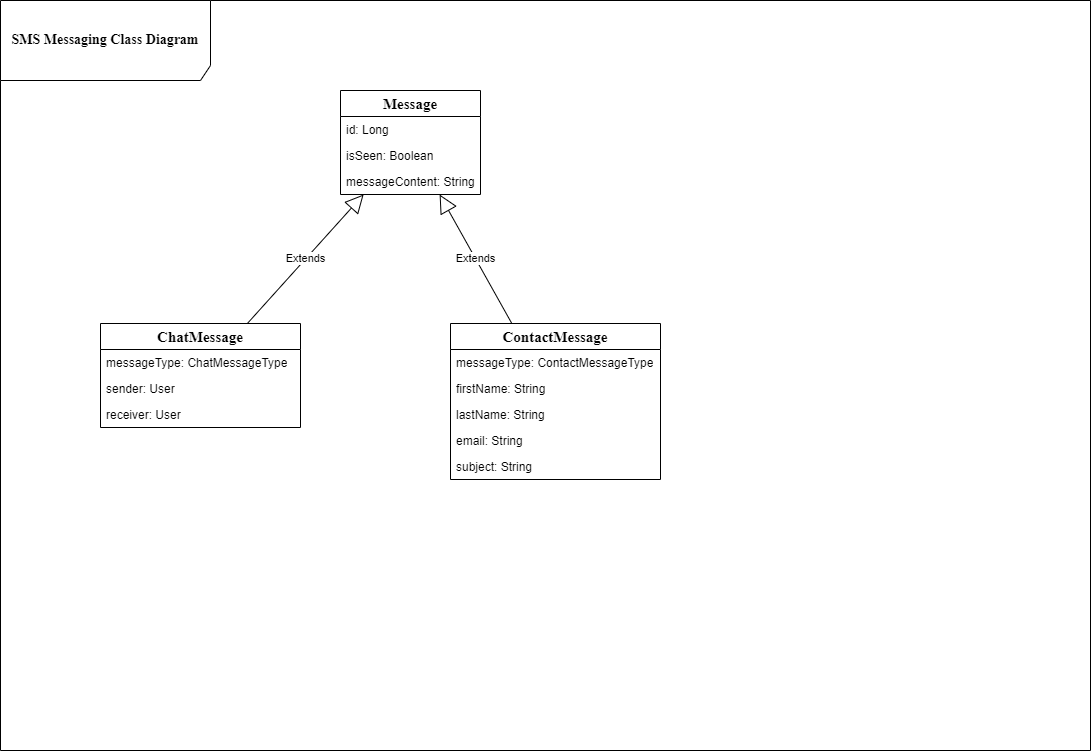 SMS Messaging Class Diagram
Message
id: Long
isSeen: Boolean
messageContent: String
Extends
Extends
ChatMessage
messageType: ChatMessageType
sender: User
receiver: User
ContactMessage
messageType: ContactMessageType
firstName: String
lastName: String
email: String
subject: String